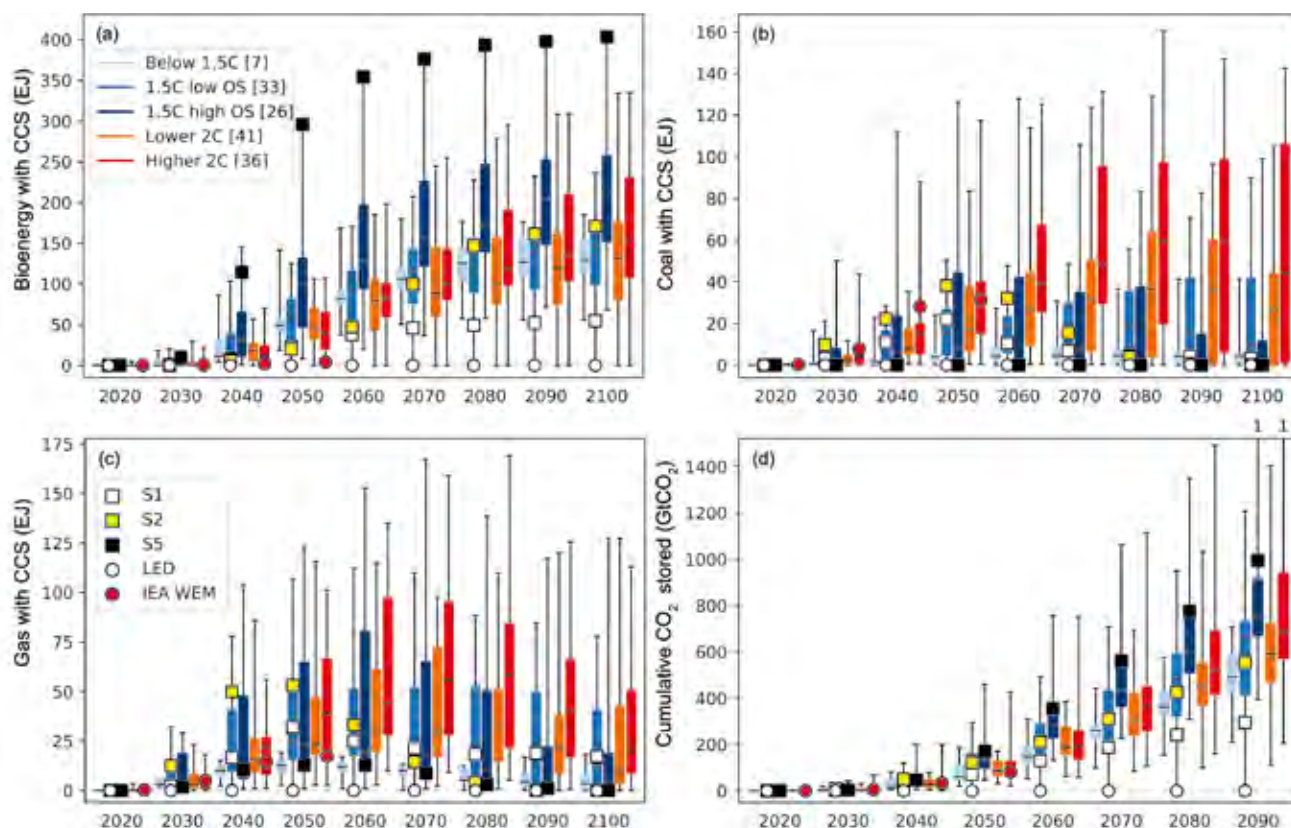 (a)
(b)
Bioenergy with CCS (EJ)
400
350
300
250
200
150
100
50
0
Below 1.5C [7]
1.5C low OS [33]
1.5C high OS [26]
Lower 2C [41]
Higher 2C [36]
2020 2030 2040 2050 2060 2070 2080 2090 2100
Coal with CCS (EJ)
160
140
120
100
80
60
40
20
0
2020 2030 2040 2050 2060 2070 2080 2090 2100
(c)
Gas with CCS (EJ)
175
150
125
100
75
50
25
0
S1
S2
S5
LED
IEA WEM
2020 2030 2040 2050 2060 2070 2080 2090 2100
(d)
1 1
Cumulative CO₂ stored (GtCO₂)
1400
1200
1000
800
600
400
200
0
2020 2030 2040 2050 2060 2070 2080 2090